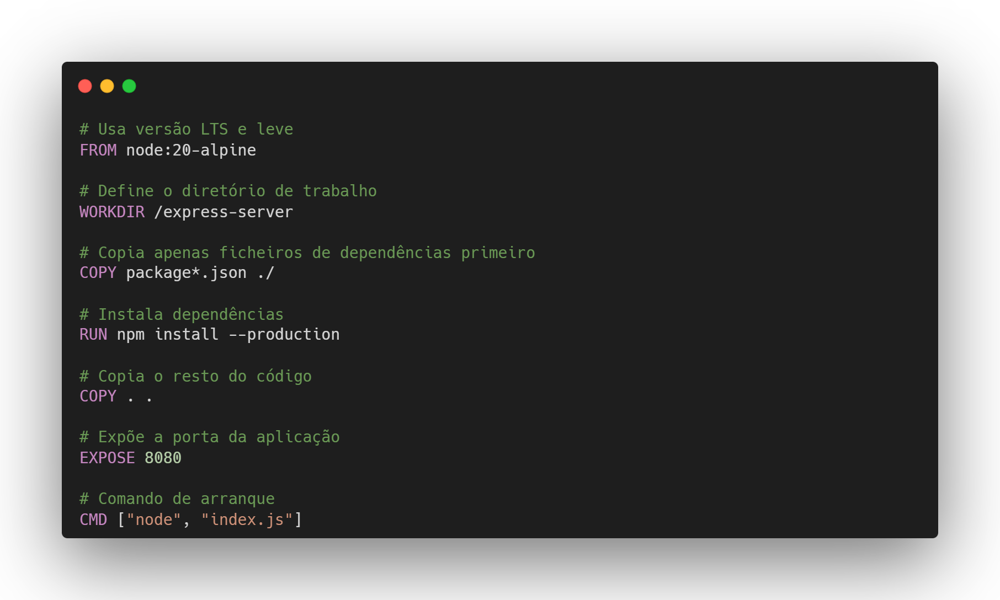 # Usa versão LTS e leve
FROM node:20-alpine
# Define o diretório de trabalho
WORKDIR /express-server
# Copia apenas ficheiros de dependências primeiro
COPY package*.json ./
# Instala dependências
RUN npm install --production
# Copia o resto do código
COPY . .
# Expõe a porta da aplicação
EXPOSE 8080
# Comando de arranque
CMD ["node", "index.js"]